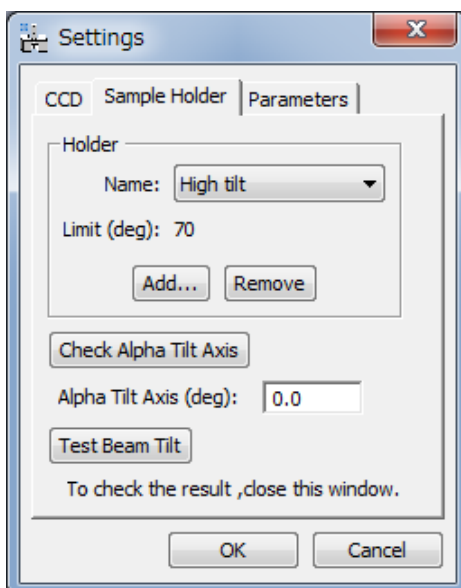 Settings
CCD Sample Holder Parameters
Holder
Name: High tilt
Limit (deg): 70
Add... Remove
Check Alpha Tilt Axis
Alpha Tilt Axis (deg): 0.0
Test Beam Tilt
To check the result ,close this window.
OK Cancel